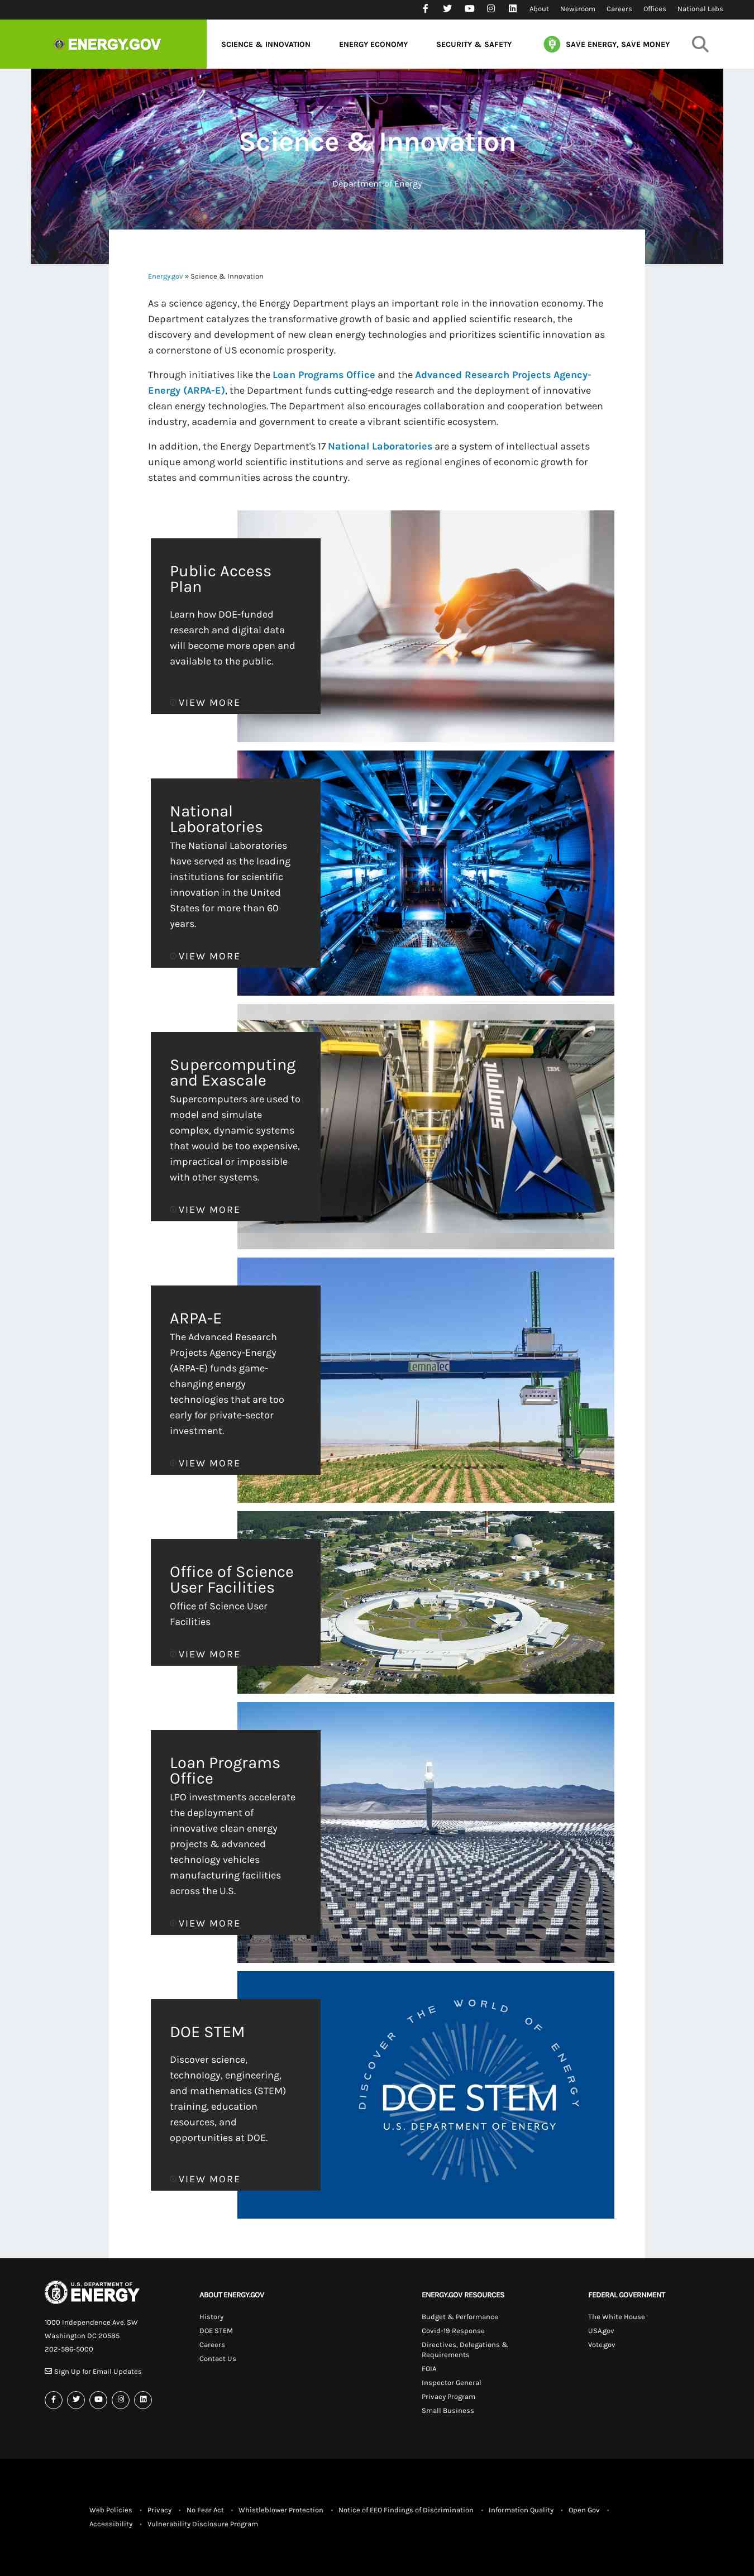 About Newsroom Careers Offices National Labs
ENERGY.GOV SCIENCE & INNOVATION ENERGY ECONOMY SECURITY & SAFETY SAVE ENERGY, SAVE MONEY
Science & Innovation
Department of Energy
Energy.gov » Science & Innovation
As a science agency, the Energy Department plays an important role in the innovation economy. The
Department catalyzes the transformative growth of basic and applied scientific research, the
discovery and development of new clean energy technologies and prioritizes scientific innovation as
a cornerstone of US economic prosperity.
Through initiatives like the Loan Programs Office and the Advanced Research Projects Agency-
Energy (ARPA-E), the Department funds cutting-edge research and the deployment of innovative
clean energy technologies. The Department also encourages collaboration and cooperation between
industry, academia and government to create a vibrant scientific ecosystem.
In addition, the Energy Department's 17 National Laboratories are a system of intellectual assets
unique among world scientific institutions and serve as regional engines of economic growth for
states and communities across the country.
Public Access
Plan
Learn how DOE-funded
research and digital data
will become more open and
available to the public.
VIEW MORE
National
Laboratories
The National Laboratories
have served as the leading
institutions for scientific
innovation in the United
States for more than 60
years.
VIEW MORE
Supercomputing
and Exascale
Supercomputers are used to
model and simulate
complex, dynamic systems
that would be too expensive,
impractical or impossible
with other systems.
VIEW MORE
IBM
ARPA-E
The Advanced Research
Projects Agency-Energy
(ARPA-E) funds game-
changing energy
technologies that are too
early for private-sector
investment.
VIEW MORE
LemnaTec
Office of Science
User Facilities
Office of Science User
Facilities
VIEW MORE
Loan Programs
Office
LPO investments accelerate
the deployment of
innovative clean energy
projects & advanced
technology vehicles
manufacturing facilities
across the U.S.
VIEW MORE
DOE STEM
Discover science,
technology, engineering,
and mathematics (STEM)
training, education
resources, and
opportunities at DOE.
VIEW MORE
DISCOVER THE WORLD OF ENERGY
DOE STEM
U.S. DEPARTMENT OF ENERGY
U.S. DEPARTMENT OF
ENERGY
1000 Independence Ave. SW
Washington DC 20585
202-586-5000
Sign Up for Email Updates
ABOUT ENERGY.GOV
History
DOE STEM
Careers
Contact Us
ENERGY.GOV RESOURCES
Budget & Performance
Covid-19 Response
Directives, Delegations &
Requirements
FOIA
Inspector General
Privacy Program
Small Business
FEDERAL GOVERNMENT
The White House
USA.gov
Vote.gov
Web Policies • Privacy • No Fear Act • Whistleblower Protection • Notice of EEO Findings of Discrimination • Information Quality • Open Gov •
Accessibility • Vulnerability Disclosure Program